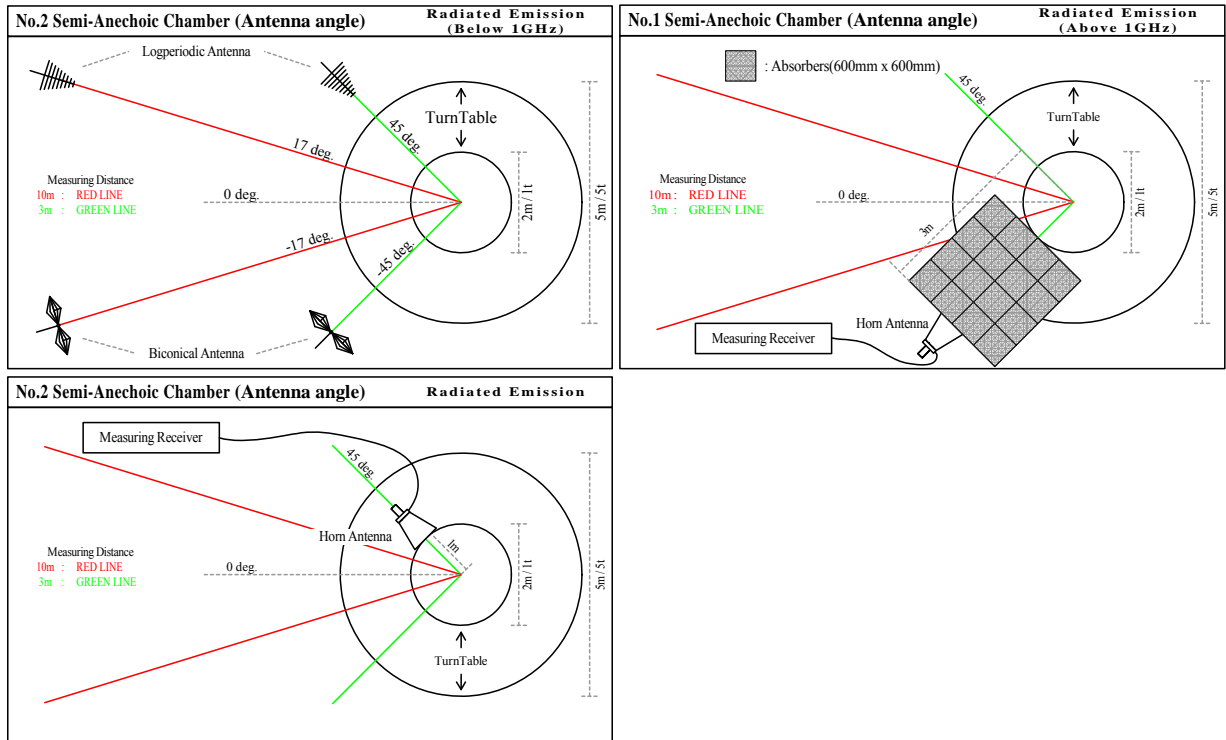 No.2 Semi-Anechoic Chamber (Antenna angle)
Radiated Emission
(Below 1GHz)
Logperiodic Antenna
TurnTable
45 deg.
17 deg.
Measuring Distance
10m : RED LINE
3m : GREEN LINE
0 deg.
2m / 1t
5m / 5t
-17 deg.
-45 deg.
Biconical Antenna
No.1 Semi-Anechoic Chamber (Antenna angle)
Radiated Emission
(Above 1GHz)
: Absorbers(600mm x 600mm)
45 deg.
TurnTable
Measuring Distance
10m : RED LINE
3m : GREEN LINE
0 deg.
3m
2m / 1t
5m / 5t
Horn Antenna
Measuring Receiver
No.2 Semi-Anechoic Chamber (Antenna angle)
Radiated Emission
Measuring Receiver
45 deg.
Horn Antenna
1m
Measuring Distance
10m : RED LINE
3m : GREEN LINE
0 deg.
2m / 1t
5m / 5t
TurnTable